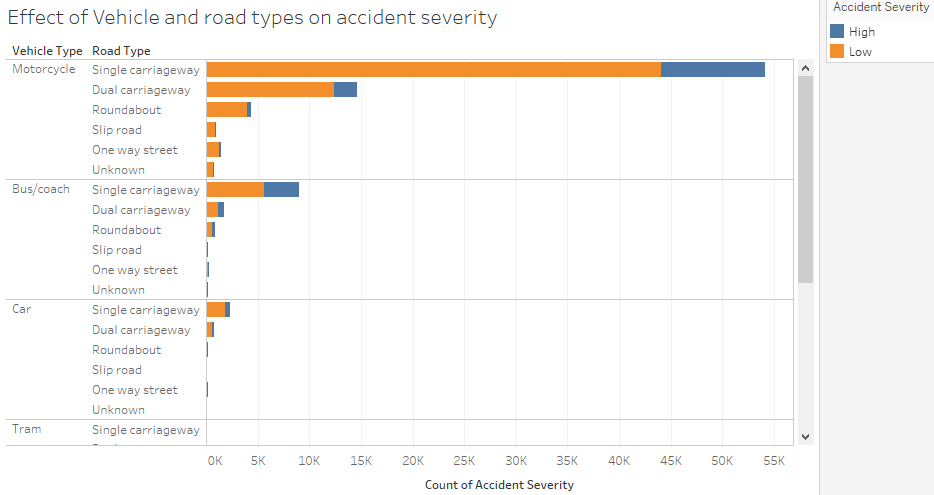 Effect of Vehicle and road types on accident severity
Accident Severity
High
Low
Vehicle Type Road Type
Motorcycle Single carriageway
Dual carriageway
Roundabout
Slip road
One way street
Unknown
Bus/coach Single carriageway
Dual carriageway
Roundabout
Slip road
One way street
Unknown
Car Single carriageway
Dual carriageway
Roundabout
Slip road
One way street
Unknown
Tram Single carriageway
0K 5K 10K 15K 20K 25K 30K 35K 40K 45K 50K 55K
Count of Accident Severity